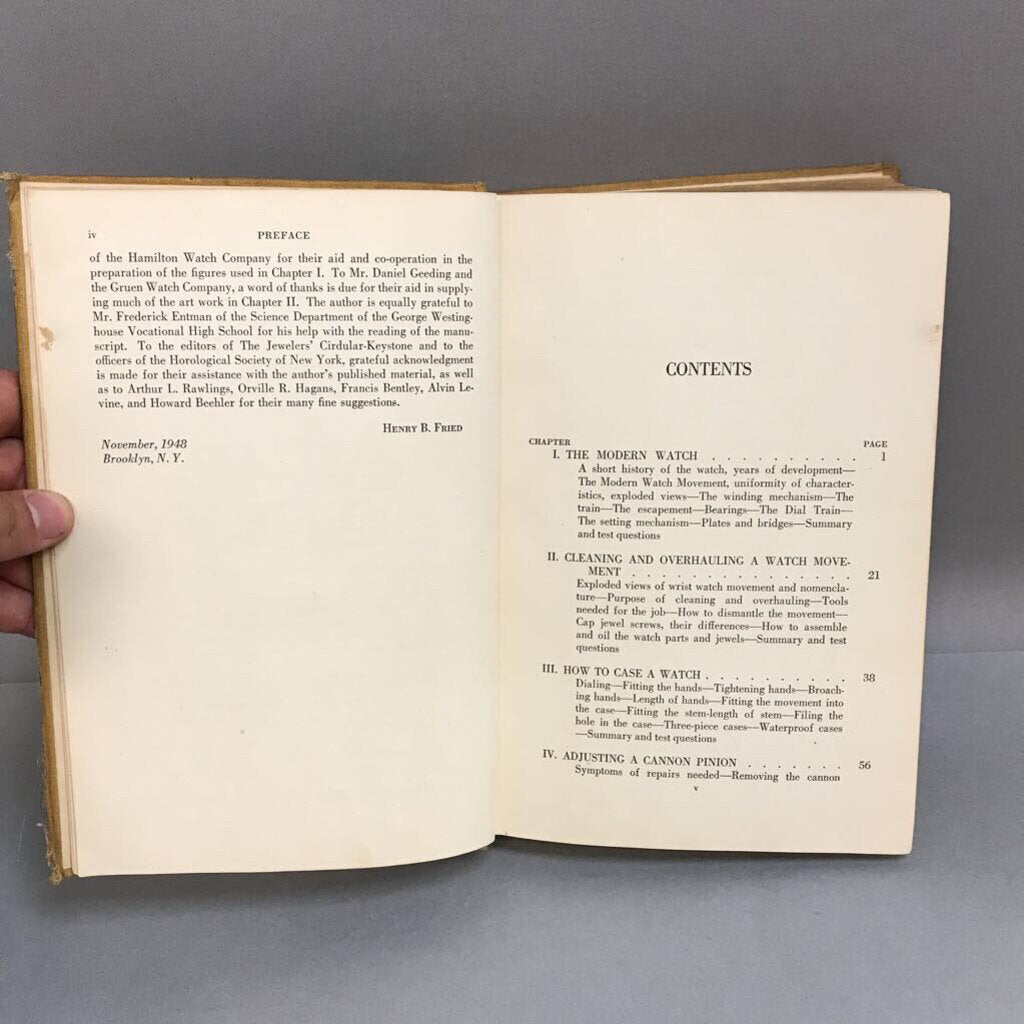 iv
PREFACE
of the Hamilton Watch Company for their aid and co-operation in the
preparation of the figures used in Chapter I. To Mr. Daniel Geeding and
the Gruen Watch Company, a word of thanks is due for their aid in supply-
ing much of the art work in Chapter II. The author is equally grateful to
Mr. Frederick Entman of the Science Department of the George Westing-
house Vocational High School for his help with the reading of the manu-
script. To the editors of The Jewelers' Cirdular-Keystone and to the
officers of the Horological Society of New York, grateful acknowledgment
is made for their assistance with the author's published material, as well
as to Arthur L. Rawlings, Orville R. Hagans, Francis Bentley, Alvin Le-
vine, and Howard Beehler for their many fine suggestions.
HENRY B. FRIED
November, 1948
Brooklyn, N. Y.
CONTENTS
CHAPTER PAGE
I. THE MODERN WATCH . . . . . . . . . . 1
A short history of the watch, years of development—
The Modern Watch Movement, uniformity of character-
istics, exploded views—The winding mechanism—The
train—The escapement—Bearings—The Dial Train—
The setting mechanism—Plates and bridges—Summary
and test questions
II. CLEANING AND OVERHAULING A WATCH MOVE-
MENT . . . . . . . . . . . . . . . 21
Exploded views of wrist watch movement and nomencla-
ture—Purpose of cleaning and overhauling—Tools
needed for the job—How to dismantle the movement—
Cap jewel screws, their differences—How to assemble
and oil the watch parts and jewels—Summary and test
questions
III. HOW TO CASE A WATCH . . . . . . . . . . 38
Dialing—Fitting the hands—Tightening hands—Broach-
ing hands—Length of hands—Fitting the movement into
the case—Fitting the stem-length of stem—Filing the
hole in the case—Three-piece cases—Waterproof cases
—Summary and test questions
IV. ADJUSTING A CANNON PINION . . . . . . . 56
Symptoms of repairs needed—Removing the cannon
v